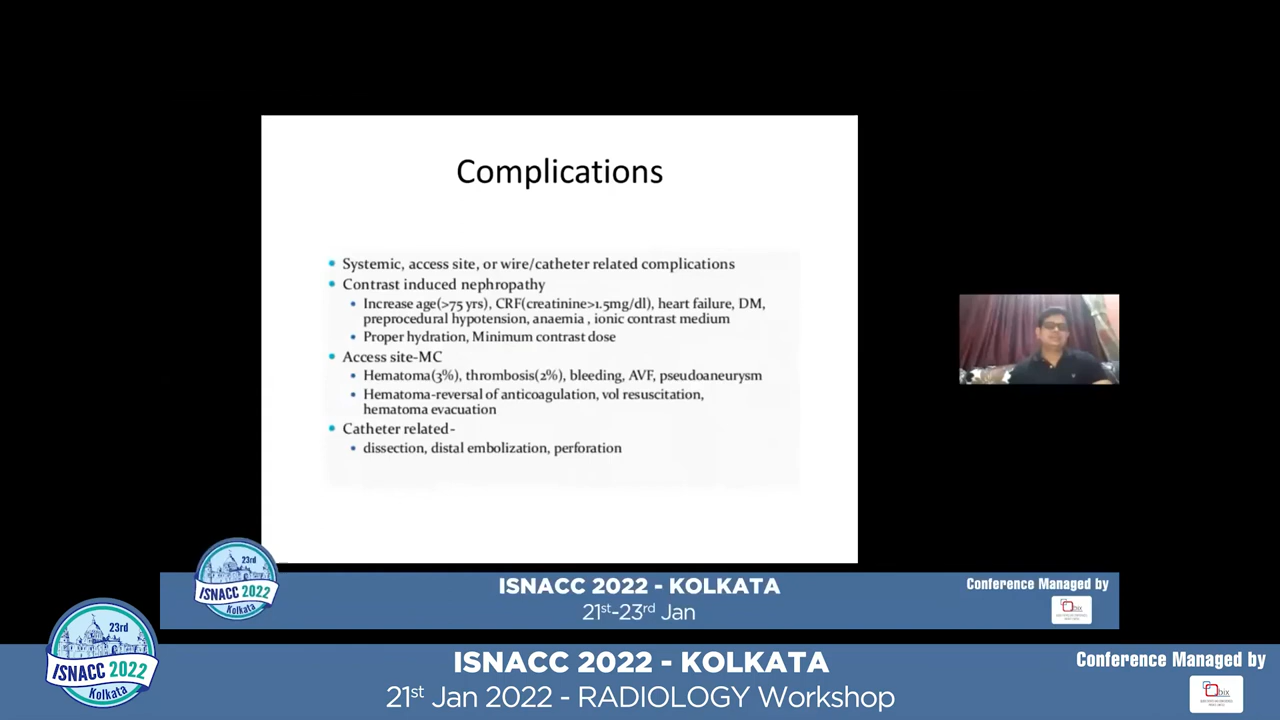 Complications
• Systemic, access site, or wire/catheter related complications
• Contrast induced nephropathy
• Increase age(>75 yrs), CRF(creatinine>1.5mg/dl), heart failure, DM,
preprocedural hypotension, anaemia , ionic contrast medium
• Proper hydration, Minimum contrast dose
• Access site-MC
• Hematoma(3%), thrombosis(2%), bleeding, AVF, pseudoaneurysm
• Hematoma-reversal of anticoagulation, vol resuscitation,
hematoma evacuation
• Catheter related-
• dissection, distal embolization, perforation
23rd
ISNACC 2022
Kolkata
ISNACC 2022 - KOLKATA
21st-23rd Jan
Conference Managed by
23rd
ISNACC 2022
Kolkata
ISNACC 2022 - KOLKATA
21st Jan 2022 - RADIOLOGY Workshop
Conference Managed by